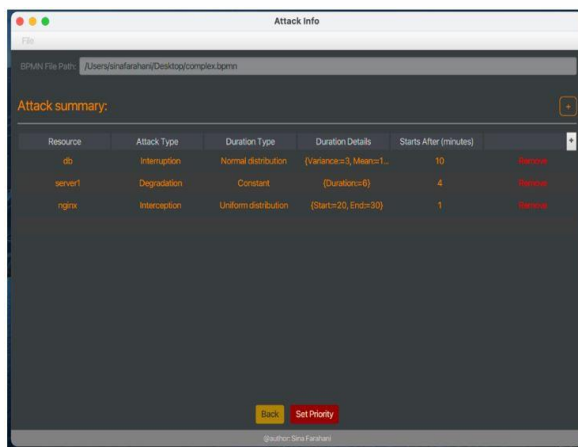 Attack Info
File
BPMN File Path: /Users/sinafarahani/Desktop/complex.bpmn
Attack summary: +
Resource Attack Type Duration Type Duration Details Starts After (minutes) +
db Interruption Normal distribution {Variance:=3, Mean:=1... 10 Remove
server1 Degradation Constant {Duration:=6} 4 Remove
nginx Interception Uniform distribution {Start:=20, End:=30} 1 Remove
Back Set Priority
@author: Sina Farahani